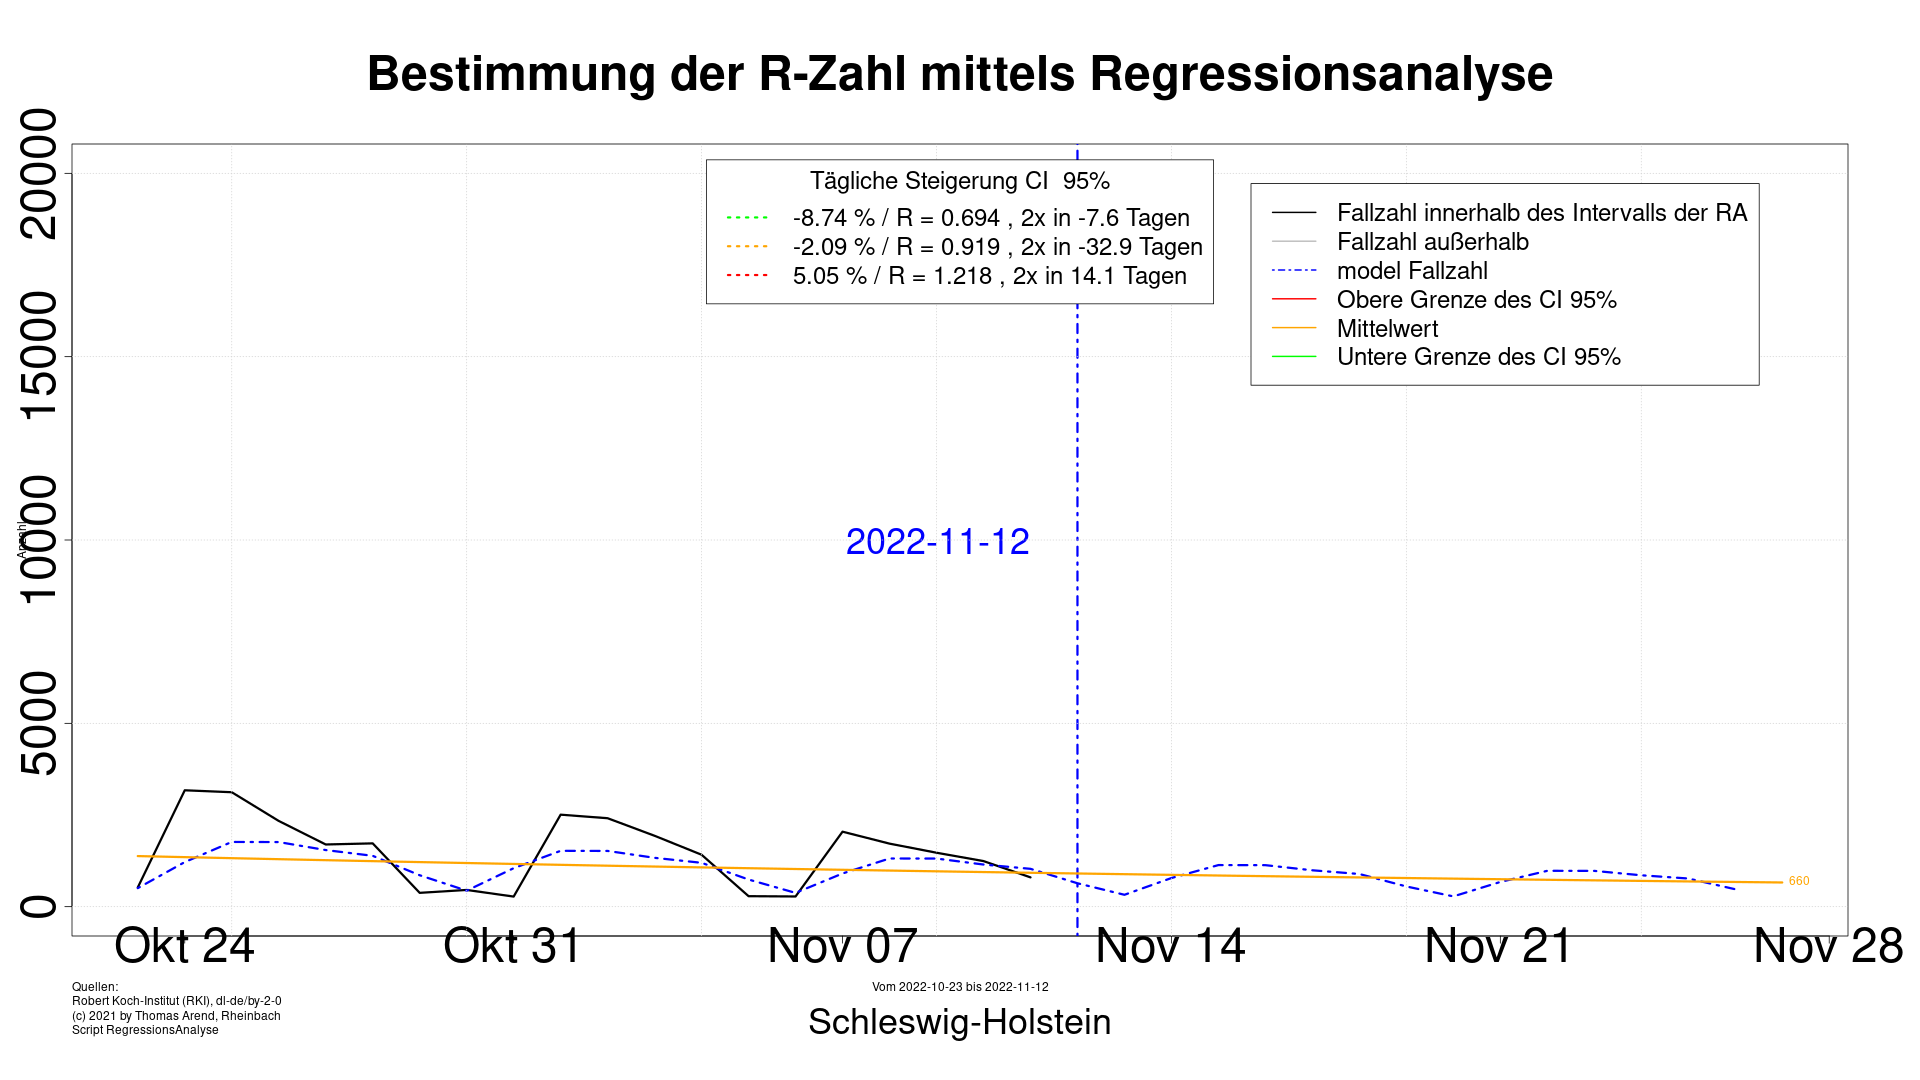 Bestimmung der R-Zahl mittels Regressionsanalyse
Tägliche Steigerung CI  95%
-8.74 % / R = 0.694 , 2x in -7.6 Tagen
-2.09 % / R = 0.919 , 2x in -32.9 Tagen
5.05 % / R = 1.218 , 2x in 14.1 Tagen
Fallzahl innerhalb des Intervalls der RA
Fallzahl außerhalb
model Fallzahl
Obere Grenze des CI 95%
Mittelwert
Untere Grenze des CI 95%
20000
15000
10000
5000
0
Anzahl
2022-11-12
660
Okt 24
Okt 31
Nov 07
Nov 14
Nov 21
Nov 28
Quellen:
Robert Koch-Institut (RKI), dl-de/by-2-0
(c) 2021 by Thomas Arend, Rheinbach
Script RegressionsAnalyse
Vom 2022-10-23 bis 2022-11-12
Schleswig-Holstein